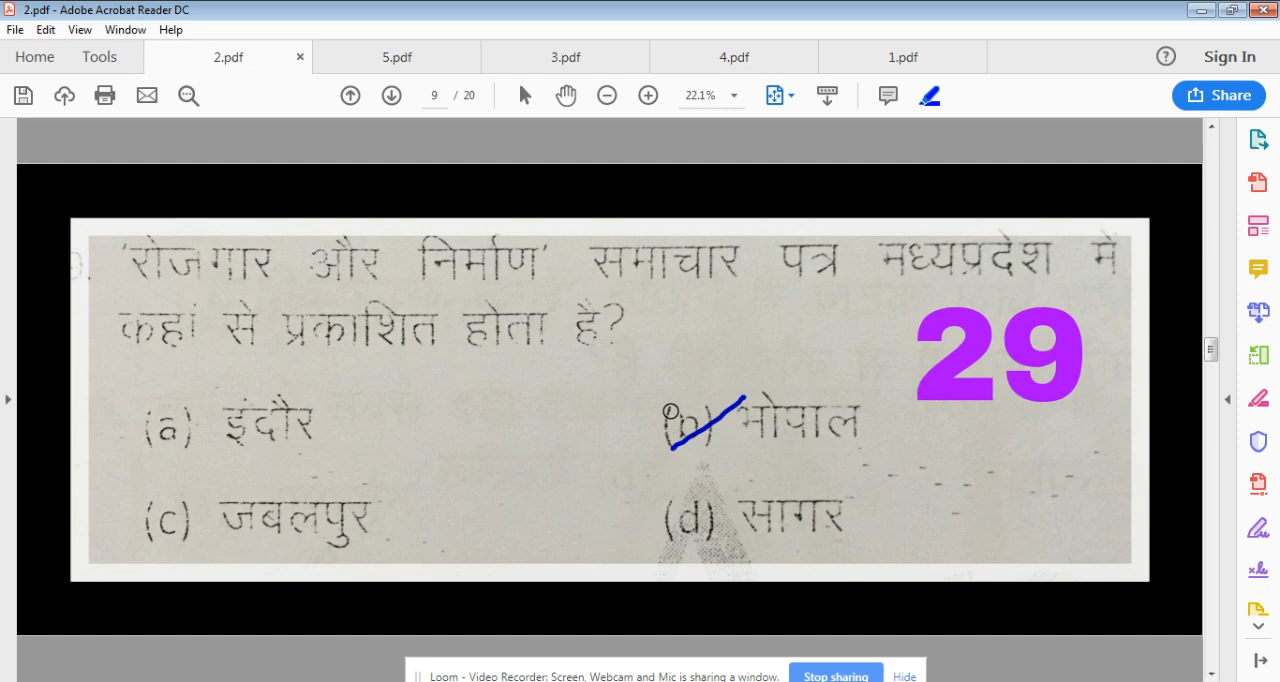 2.pdf - Adobe Acrobat Reader DC
File Edit View Window Help
Home Tools 2.pdf × 5.pdf 3.pdf 4.pdf 1.pdf ? Sign In
9 / 20 22.1% Share
9. 'रोजगार और निर्माण' समाचार पत्र मध्यप्रदेश में
कहां से प्रकाशित होता है?
29
(a) इंदौर (b) भोपाल
(c) जबलपुर (d) सागर
Loom - Video Recorder: Screen, Webcam and Mic is sharing a window. Stop sharing Hide